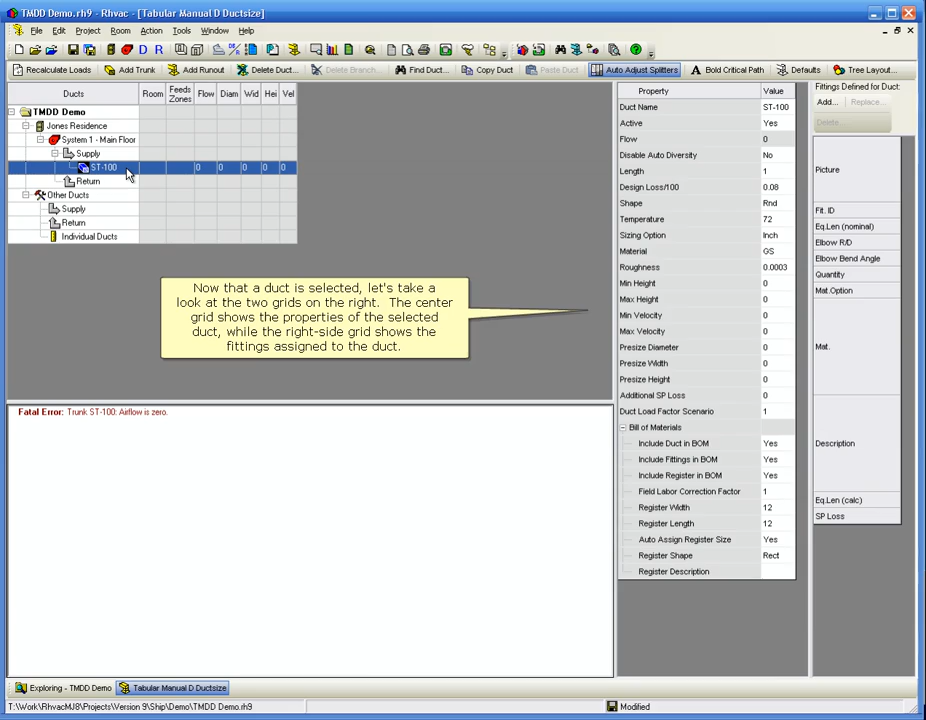 TMDD Demo.rh9 - Rhvac - [Tabular Manual D Ductsize]
File Edit Project Room Action Tools Window Help
Recalculate Loads Add Trunk Add Runout Delete Duct... Delete Branch... Find Duct... Copy Duct Paste Duct Auto Adjust Splitters Bold Critical Path Defaults Tree Layout...
Ducts Room Feeds Zones Flow Diam Wid Hei Vel
TMDD Demo
Jones Residence
System 1 - Main Floor
Supply
ST-100 0 0 0 0 0
Return
Other Ducts
Supply
Return
Individual Ducts
Now that a duct is selected, let's take a
look at the two grids on the right. The center
grid shows the properties of the selected
duct, while the right-side grid shows the
fittings assigned to the duct.
Fatal Error: Trunk ST-100: Airflow is zero.
Property Value
Duct Name ST-100
Active Yes
Flow 0
Disable Auto Diversity No
Length 1
Design Loss/100 0.08
Shape Rnd
Temperature 72
Sizing Option Inch
Material GS
Roughness 0.0003
Min Height 0
Max Height 0
Min Velocity 0
Max Velocity 0
Presize Diameter 0
Presize Width 0
Presize Height 0
Additional SP Loss 0
Duct Load Factor Scenario 1
Bill of Materials
Include Duct in BOM Yes
Include Fittings in BOM Yes
Include Register in BOM Yes
Field Labor Correction Factor 1
Register Width 12
Register Length 12
Auto Assign Register Size Yes
Register Shape Rect
Register Description
Fittings Defined for Duct:
Add... Replace...
Delete...
Picture
Fit. ID
Eq.Len (nominal)
Elbow R/D
Elbow Bend Angle
Quantity
Mat.Option
Mat.
Description
Eq.Len (calc)
SP Loss
Exploring - TMDD Demo Tabular Manual D Ductsize
T:\Work\RhvacMJ8\Projects\Version 9\Ship\Demo\TMDD Demo.rh9 Modified